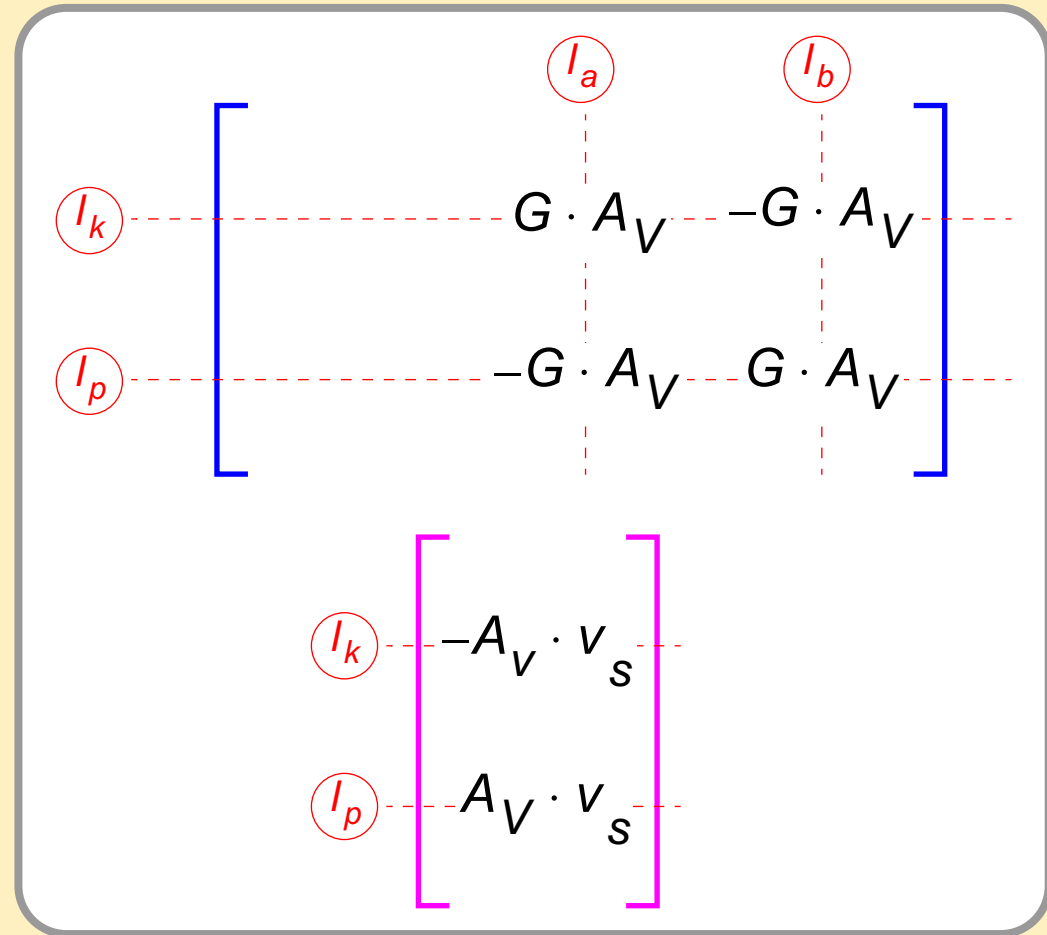 I_a I_b
I_k G · A_V –G · A_V
I_p –G · A_V G · A_V
I_k –A_v · v_s
I_p A_V · v_s